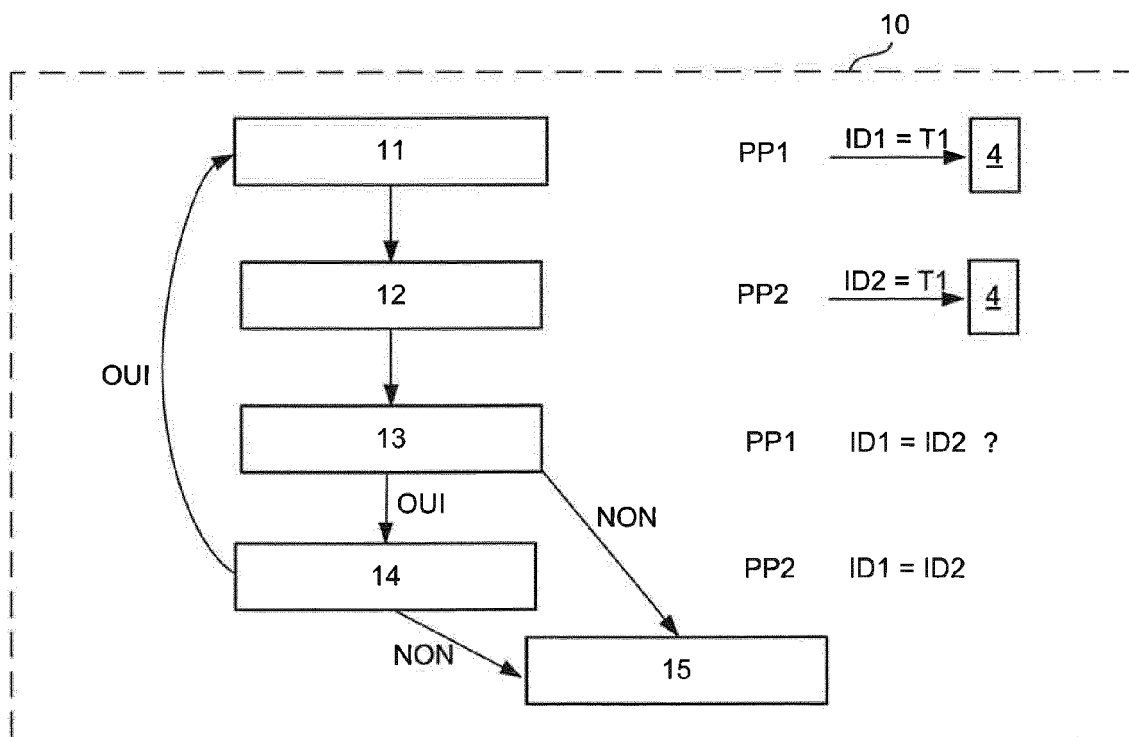 10
11 PP1 ID1 = T1 4
12 PP2 ID2 = T1 4
OUI
13 PP1 ID1 = ID2 ?
OUI NON
14 PP2 ID1 = ID2
NON
15